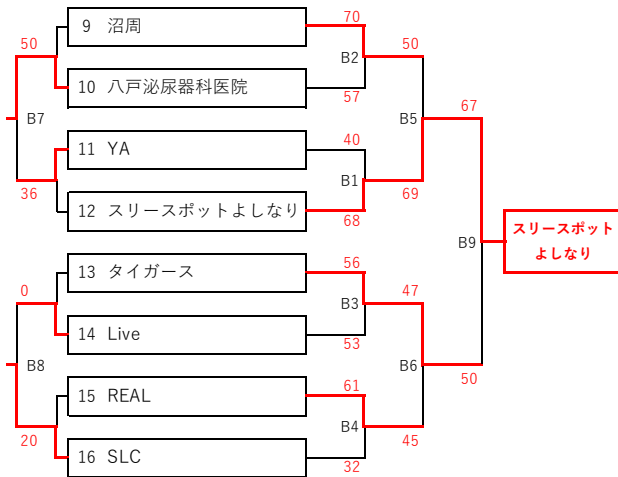 9 沼周
70
50
B2
50
10 八戸泌尿器科医院
57
67
B7
B5
11 YA
40
B1
36
12 スリースポットよしなり
68
69
スリースポット
よしなり
B9
13 タイガース
56
0
47
B3
14 Live
53
B8
B6
50
15 REAL
61
B4
20
45
16 SLC
32